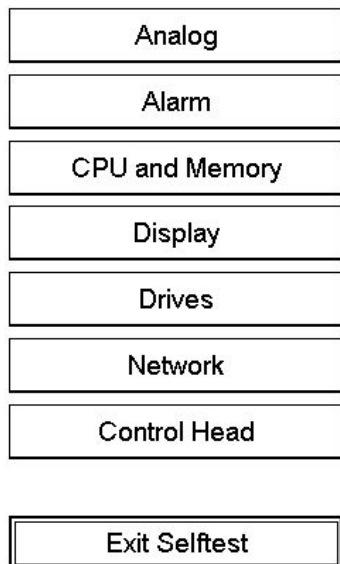 Analog
Alarm
CPU and Memory
Display
Drives
Network
Control Head
Exit Selftest